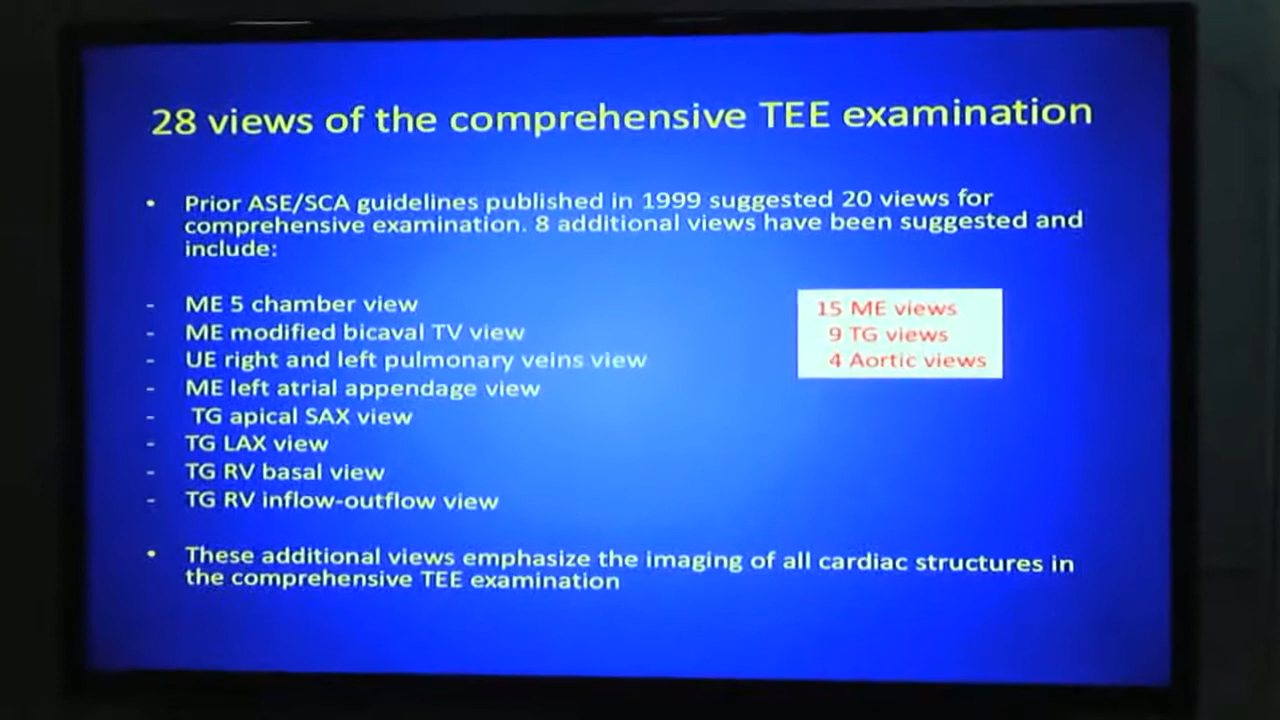 28 views of the comprehensive TEE examination
• Prior ASE/SCA guidelines published in 1999 suggested 20 views for
comprehensive examination. 8 additional views have been suggested and
include:
- ME 5 chamber view
- ME modified bicaval TV view
- UE right and left pulmonary veins view
- ME left atrial appendage view
- TG apical SAX view
- TG LAX view
- TG RV basal view
- TG RV inflow-outflow view
15 ME views
9 TG views
4 Aortic views
• These additional views emphasize the imaging of all cardiac structures in
the comprehensive TEE examination